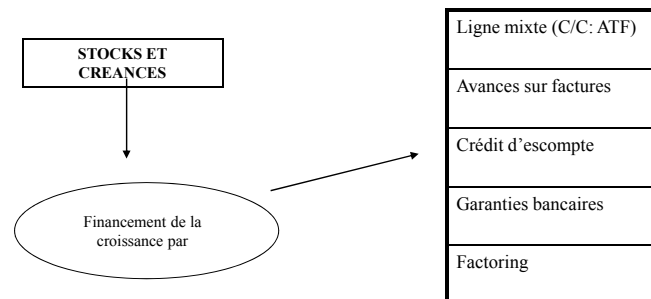 STOCKS ET
CREANCES
Financement de la
croissance par
Ligne mixte (C/C: ATF)
Avances sur factures
Crédit d’escompte
Garanties bancaires
Factoring